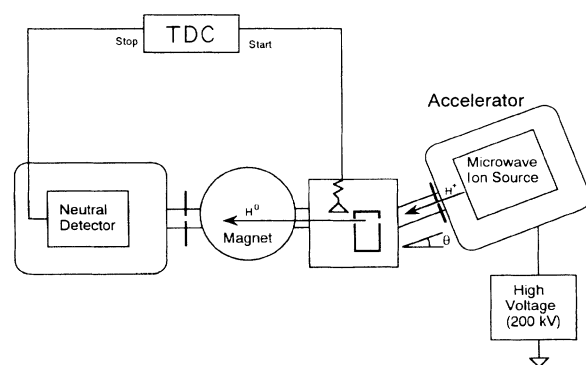 TDC
Stop
Start
Accelerator
Microwave
Ion Source
H⁺
H⁰
Neutral
Detector
Magnet
θ
High
Voltage
(200 kV)